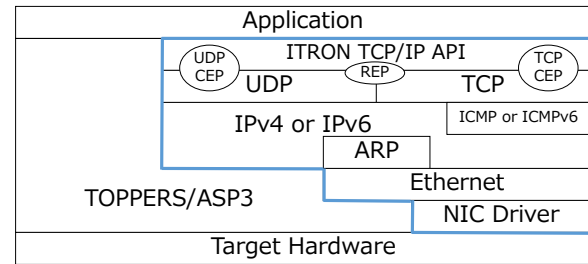 Application
UDP
CEP
ITRON TCP/IP API
TCP
CEP
REP
UDP
TCP
IPv4 or IPv6
ICMP or ICMPv6
ARP
Ethernet
TOPPERS/ASP3
NIC Driver
Target Hardware